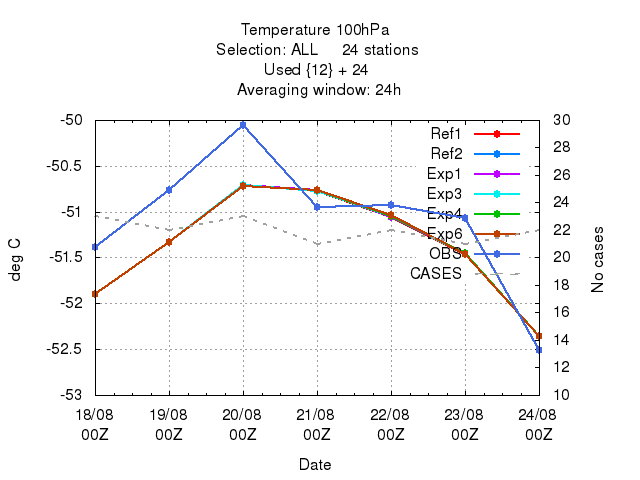 Temperature 100hPa
Selection: ALL     24 stations
Used {12} + 24
Averaging window: 24h
-50
-50.5
-51
-51.5
-52
-52.5
-53
deg C
30
28
26
24
22
20
18
16
14
12
10
No cases
Ref1
Ref2
Exp1
Exp3
Exp4
Exp6
OBS
CASES
18/08 19/08 20/08 21/08 22/08 23/08 24/08
00Z 00Z 00Z 00Z 00Z 00Z 00Z
Date